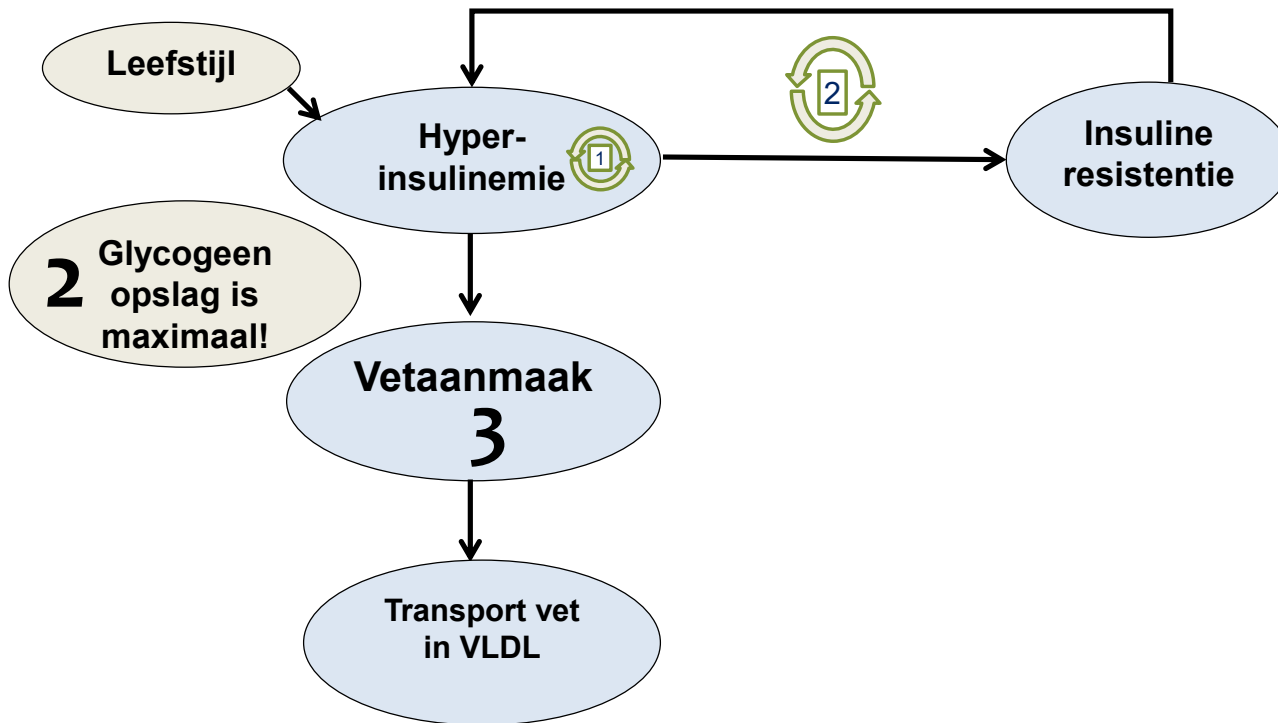 Leefstijl
Hyper-
insulinemie
1
2
Insuline
resistentie
2
Glycogeen
opslag is
maximaal!
Vetaanmaak
3
Transport vet
in VLDL